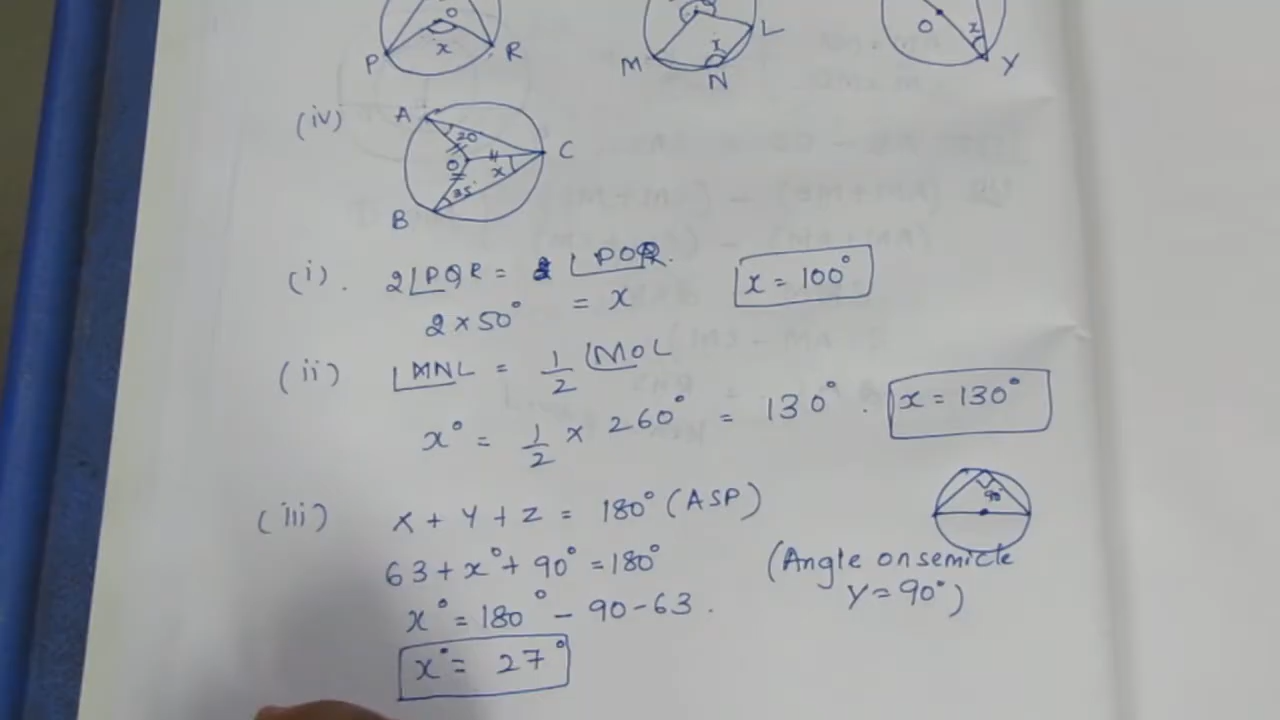 O
x
P
R
L
x
M
N
O
z
Y
(iv)
A
20
O
x
C
35°
B
(i). 2∠PQR = ∠POR.
2 × 50° = x
x = 100°
(ii) ∠MNL = 1/2 ∠MOL
x° = 1/2 × 260° = 130°.
x = 130°
(iii) X + Y + Z = 180° (ASP)
90°
63 + x° + 90° = 180°
(Angle on semicle
Y = 90°)
x° = 180° - 90 - 63.
x° = 27°